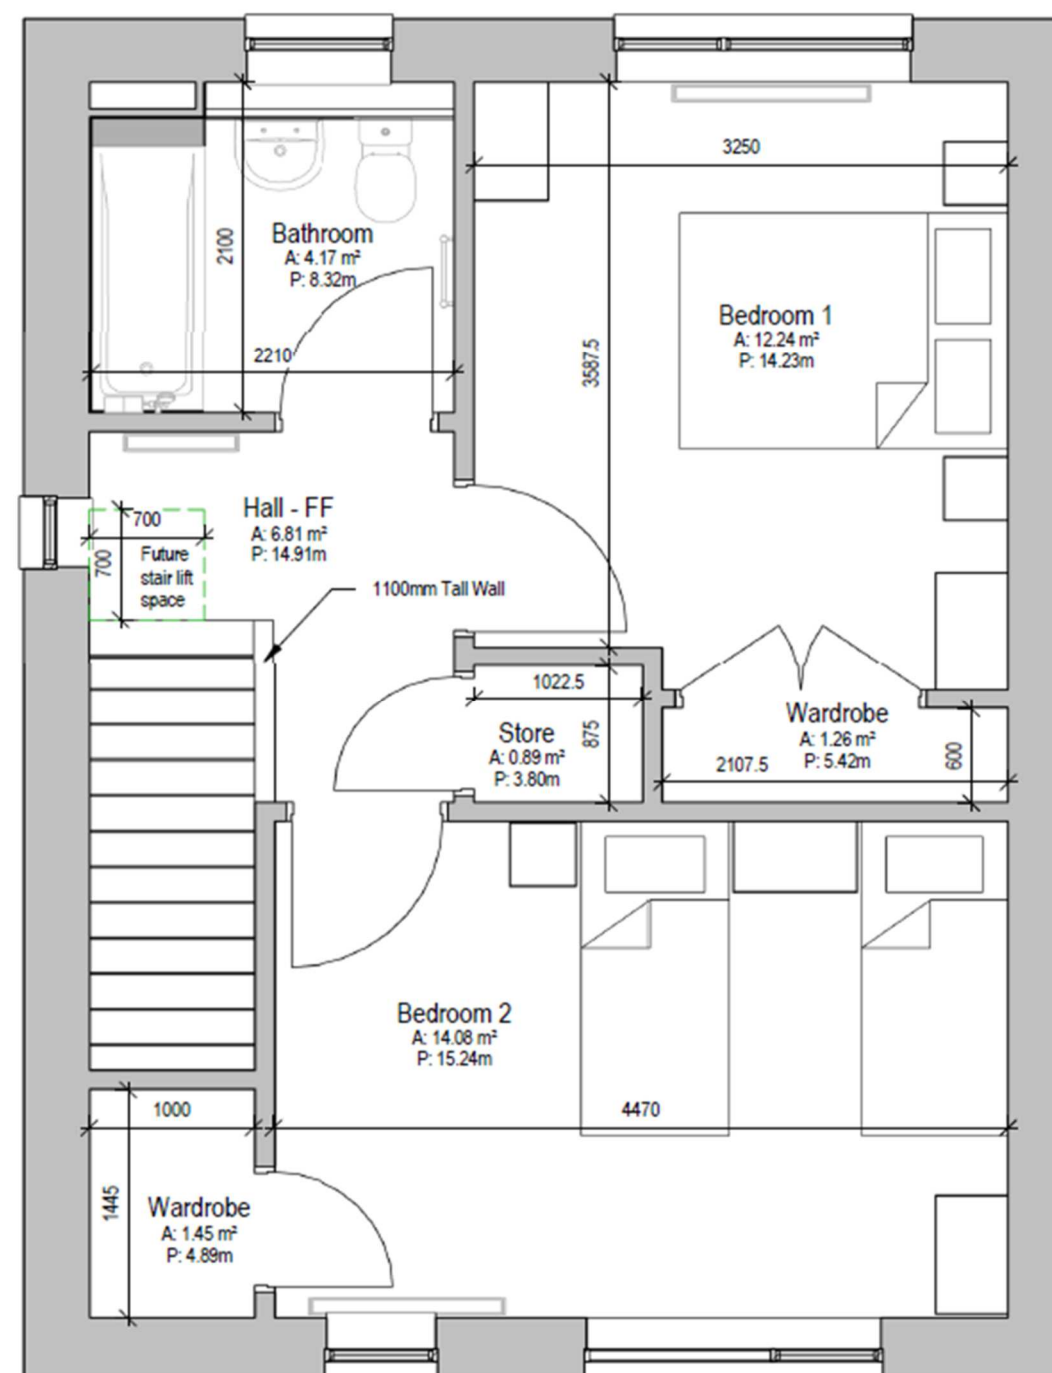 3250
Bathroom
A: 4.17 m²
P: 8.32m
2100
2210
Bedroom 1
A: 12.24 m²
P: 14.23m
3587.5
Hall - FF
A: 6.81 m²
P: 14.91m
700
700
Future
stair lift
space
1100mm Tall Wall
1022.5
Store
A: 0.89 m²
P: 3.80m
875
Wardrobe
A: 1.26 m²
P: 5.42m
2107.5
600
Bedroom 2
A: 14.08 m²
P: 15.24m
1000
4470
1445
Wardrobe
A: 1.45 m²
P: 4.89m